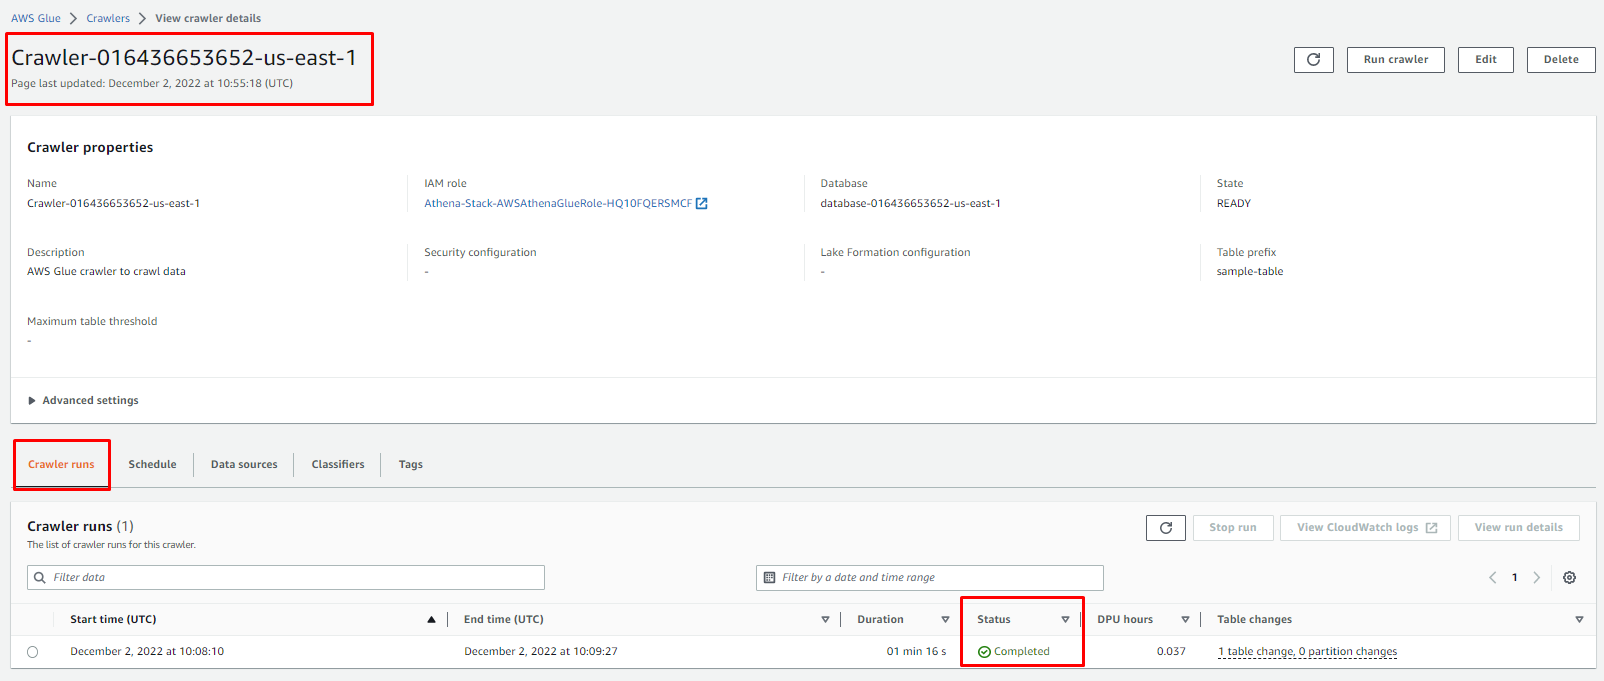 AWS Glue > Crawlers > View crawler details
Crawler-016436653652-us-east-1
Page last updated: December 2, 2022 at 10:55:18 (UTC)
Run crawler Edit Delete
Crawler properties
Name IAM role Database State
Crawler-016436653652-us-east-1 Athena-Stack-AWSAthenaGlueRole-HQ10FQERSMCF database-016436653652-us-east-1 READY
Description Security configuration Lake Formation configuration Table prefix
AWS Glue crawler to crawl data - - sample-table
Maximum table threshold
-
Advanced settings
Crawler runs Schedule Data sources Classifiers Tags
Crawler runs (1) Stop run View CloudWatch logs View run details
The list of crawler runs for this crawler.
Filter data Filter by a date and time range 1
Start time (UTC) End time (UTC) Duration Status DPU hours Table changes
December 2, 2022 at 10:08:10 December 2, 2022 at 10:09:27 01 min 16 s Completed 0.037 1 table change, 0 partition changes